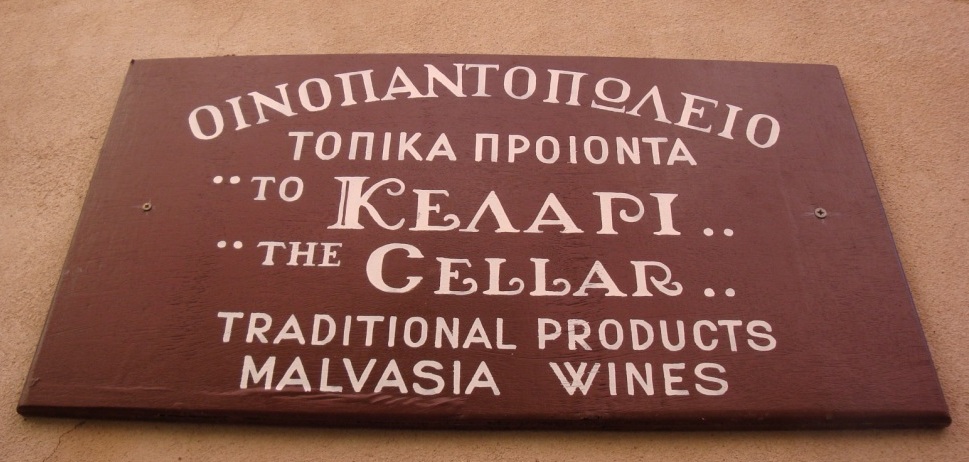 ΟΙΝΟΠΑΝΤΟΠΩΛΕΙΟ
ΤΟΠΙΚΑ ΠΡΟΙΟΝΤΑ
¨ΤΟ ΚΕΛΑΡΙ..
¨THE CELLAR..
TRADITIONAL PRODUCTS
MALVASIA WINES